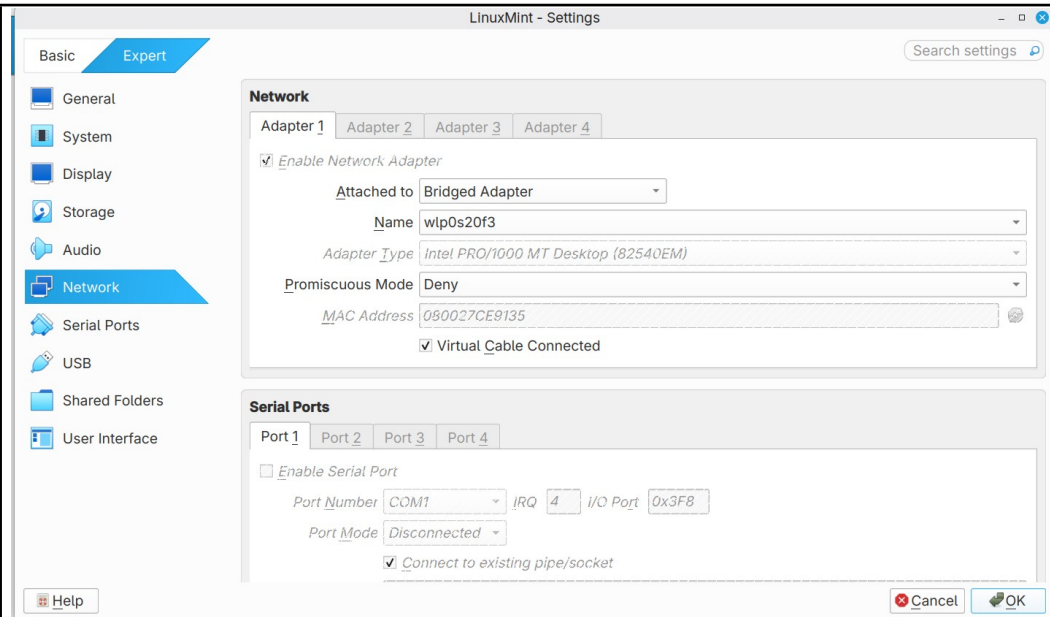 LinuxMint - Settings
Basic
Expert
Search settings
General
System
Display
Storage
Audio
Network
Serial Ports
USB
Shared Folders
User Interface
Network
Adapter 1 Adapter 2 Adapter 3 Adapter 4
Enable Network Adapter
Attached to Bridged Adapter
Name wlp0s20f3
Adapter Type Intel PRO/1000 MT Desktop (82540EM)
Promiscuous Mode Deny
MAC Address 080027CE9135
Virtual Cable Connected
Serial Ports
Port 1 Port 2 Port 3 Port 4
Enable Serial Port
Port Number COM1 IRQ 4 I/O Port 0x3F8
Port Mode Disconnected
Connect to existing pipe/socket
Help
Cancel
OK